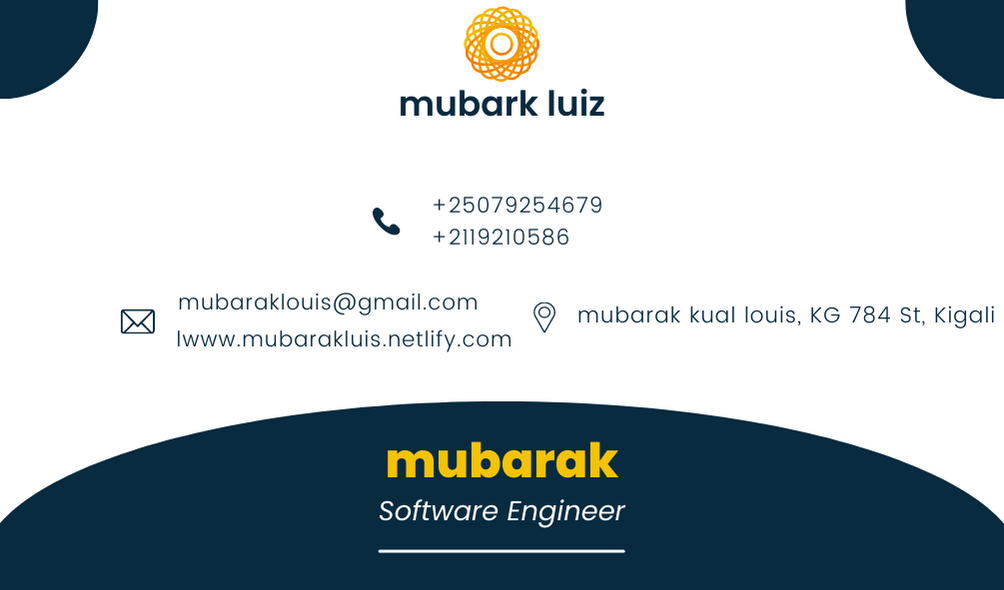 mubark luiz
+25079254679
+2119210586
mubaraklouis@gmail.com
lwww.mubarakluis.netlify.com
mubarak kual louis, KG 784 St, Kigali
mubarak
Software Engineer